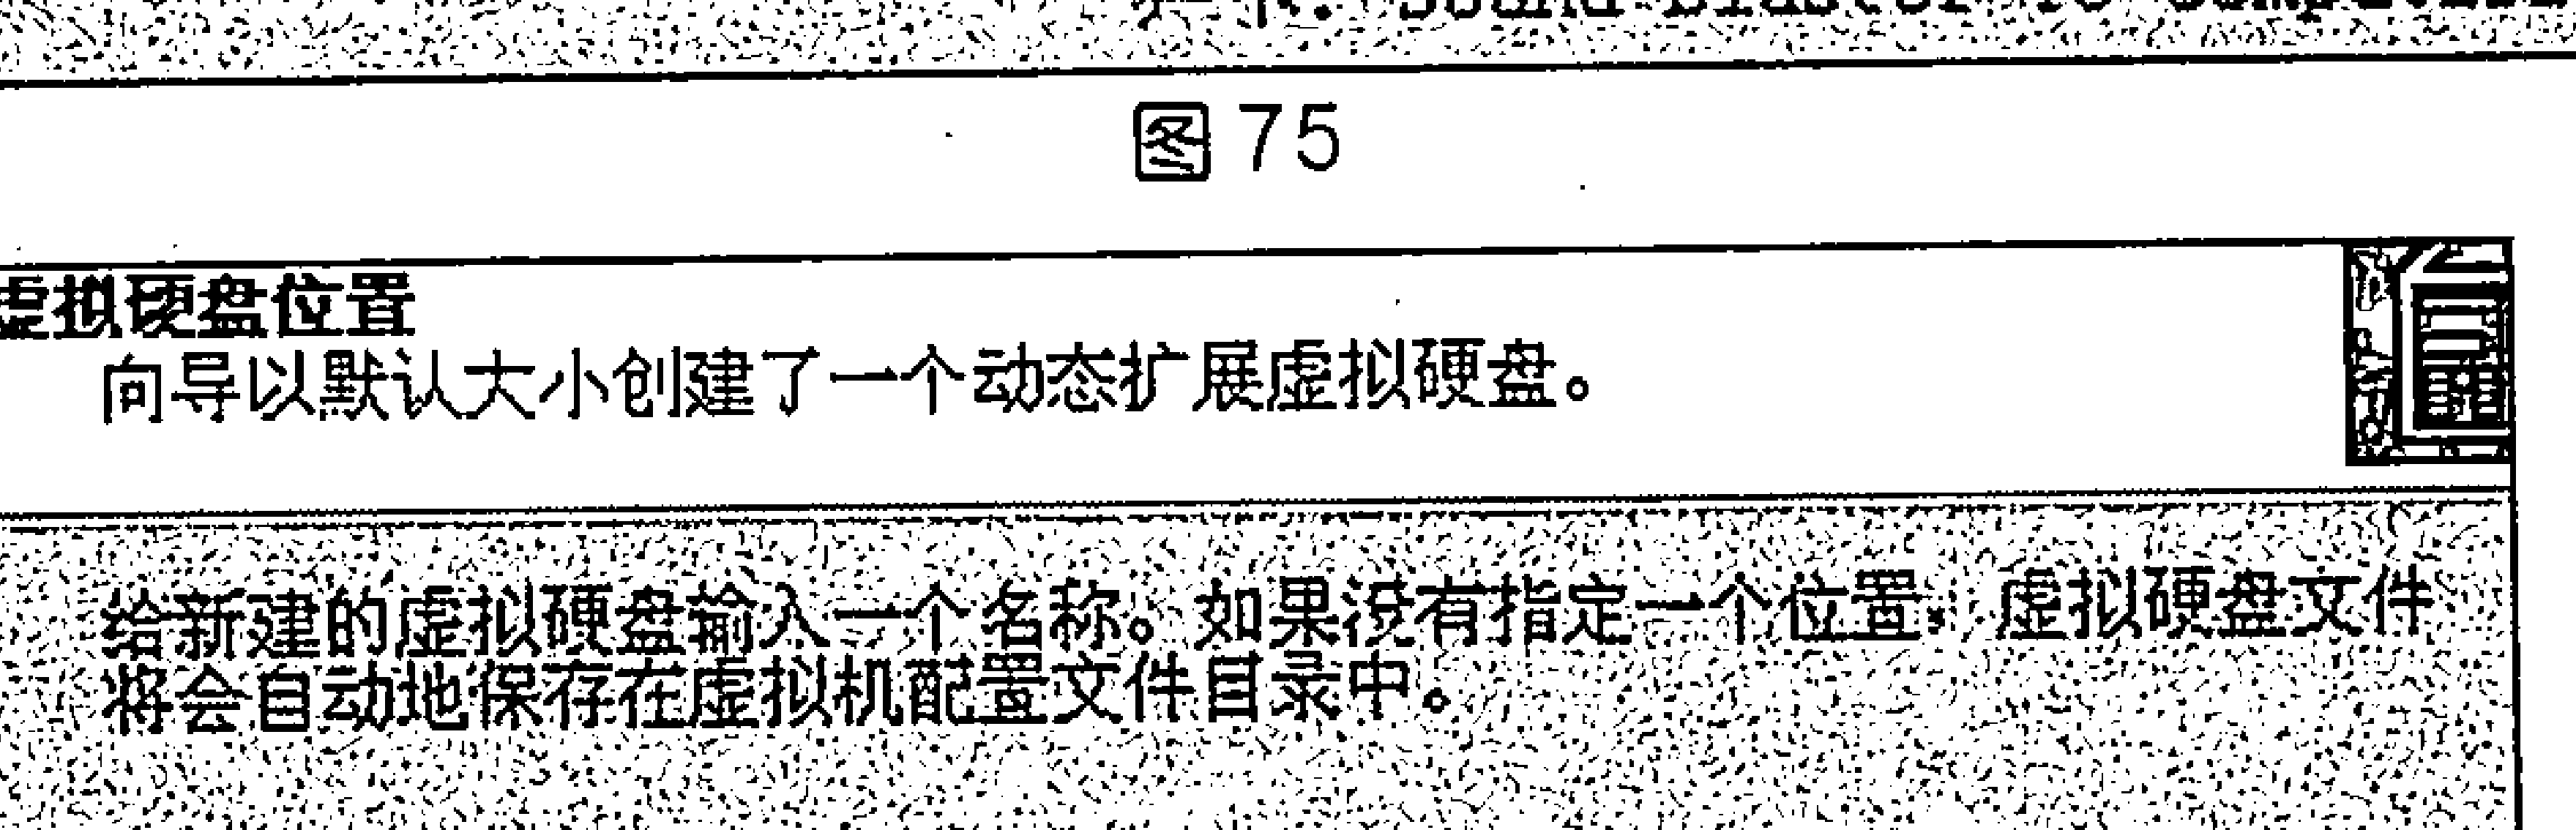 Sound Blaster 16 Compatible
图 75
虚拟硬盘位置
向导以默认大小创建了一个动态扩展虚拟硬盘。
给新建的虚拟硬盘输入一个名称。如果没有指定一个位置，虚拟硬盘文件
将会自动地保存在虚拟机配置文件目录中。